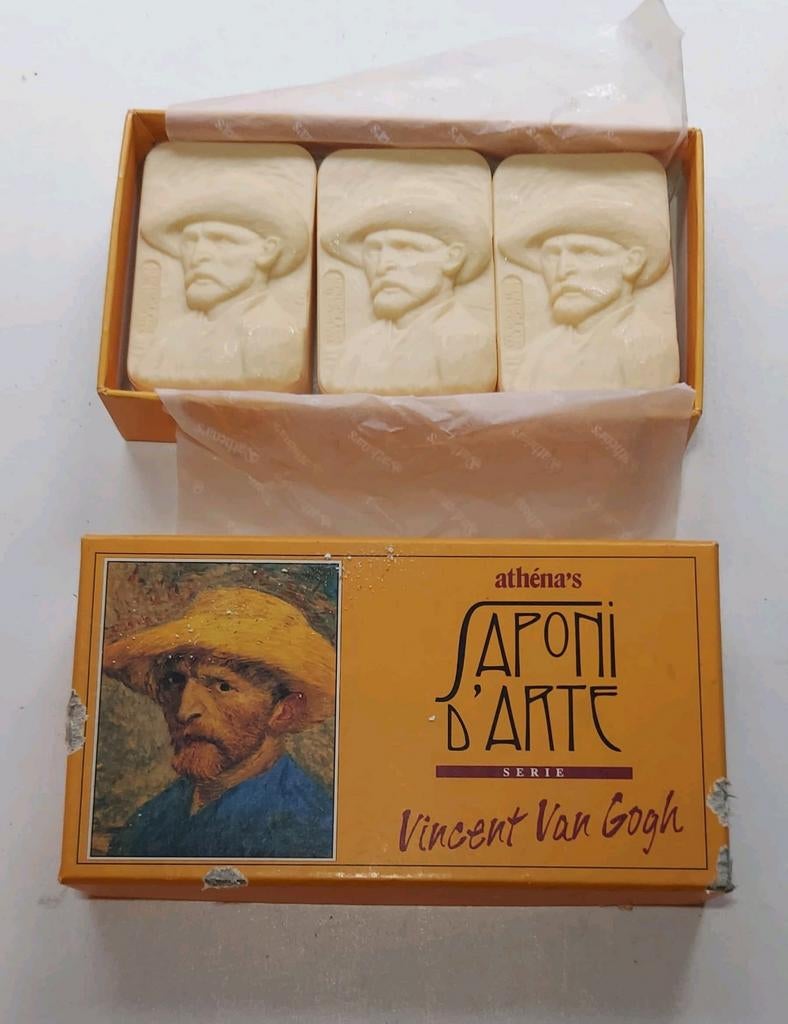 athéna's
SAPONi
D'ARTE
SERIE
Vincent Van Gogh